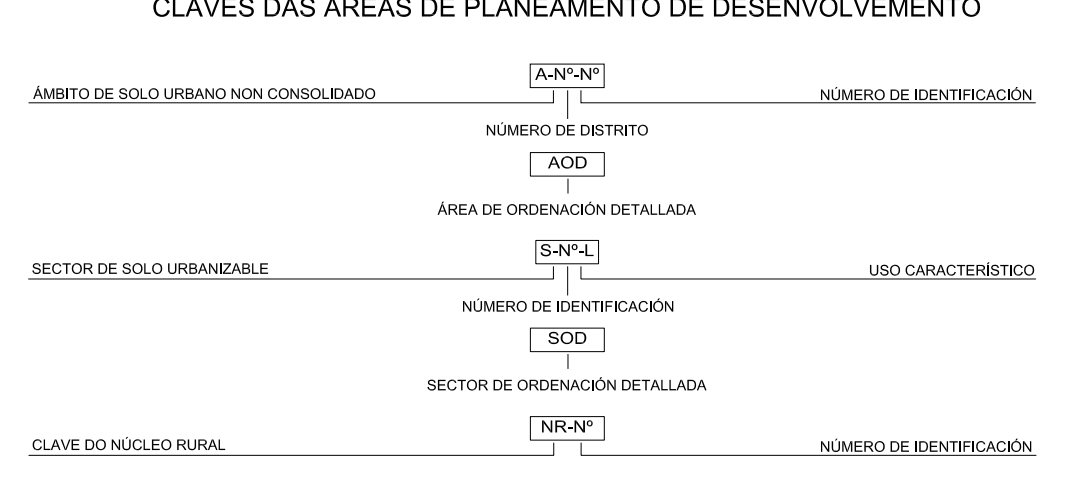 CLAVES DAS ÁREAS DE PLANEAMENTO DE DESENVOLVEMENTO
A-Nº-Nº
ÁMBITO DE SOLO URBANO NON CONSOLIDADO
NÚMERO DE IDENTIFICACIÓN
NÚMERO DE DISTRITO
AOD
ÁREA DE ORDENACIÓN DETALLADA
S-Nº-L
SECTOR DE SOLO URBANIZABLE
USO CARACTERÍSTICO
NÚMERO DE IDENTIFICACIÓN
SOD
SECTOR DE ORDENACIÓN DETALLADA
NR-Nº
CLAVE DO NÚCLEO RURAL
NÚMERO DE IDENTIFICACIÓN